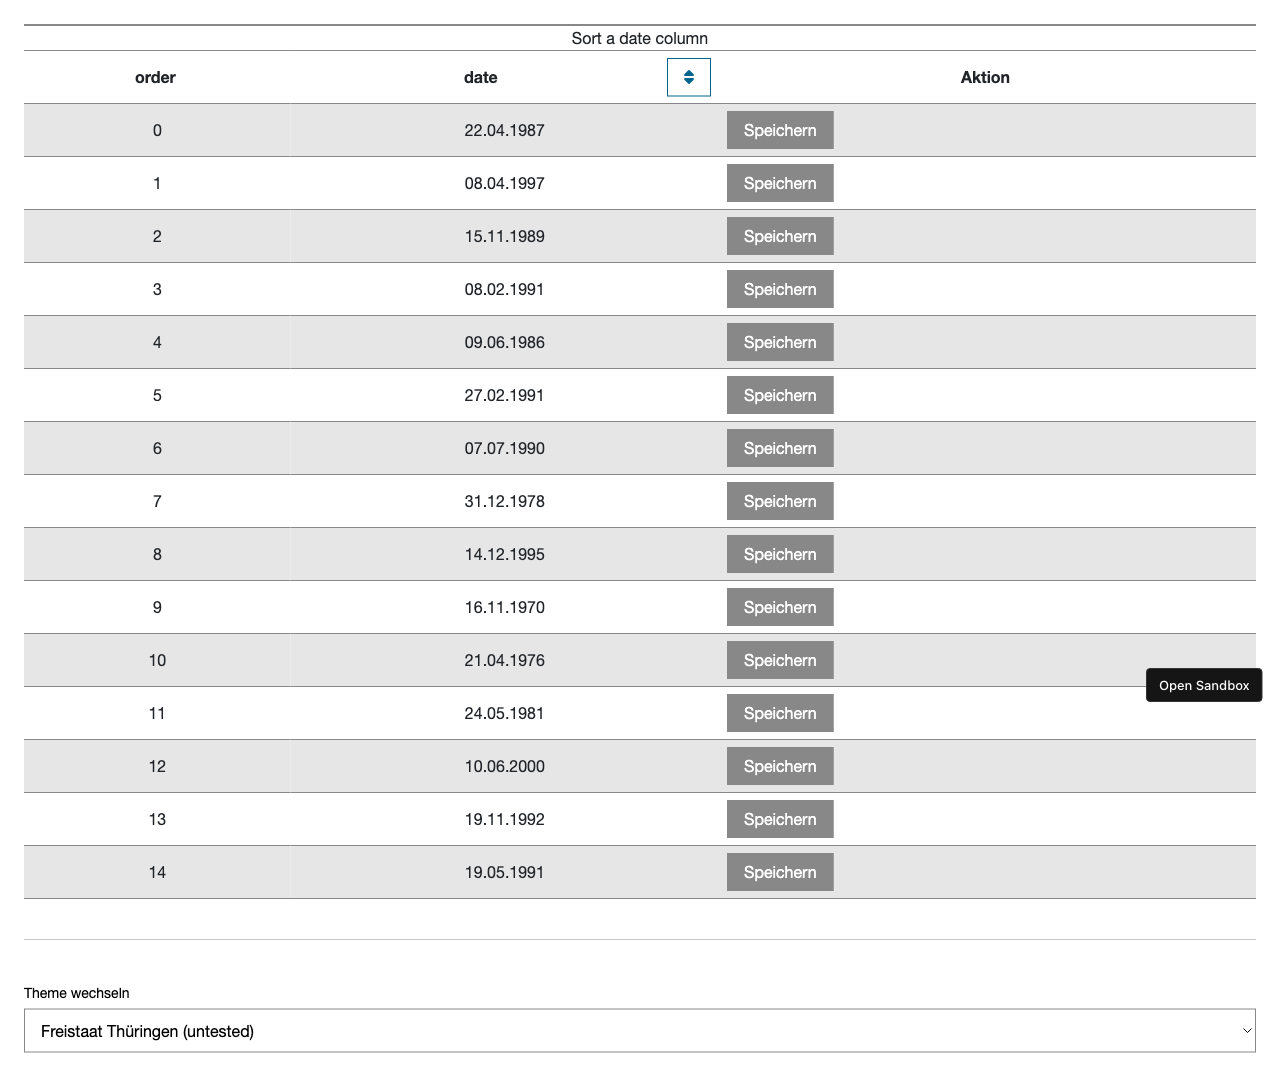 Sort a date column
order date Aktion
0 22.04.1987 Speichern
1 08.04.1997 Speichern
2 15.11.1989 Speichern
3 08.02.1991 Speichern
4 09.06.1986 Speichern
5 27.02.1991 Speichern
6 07.07.1990 Speichern
7 31.12.1978 Speichern
8 14.12.1995 Speichern
9 16.11.1970 Speichern
10 21.04.1976 Speichern
Open Sandbox
11 24.05.1981 Speichern
12 10.06.2000 Speichern
13 19.11.1992 Speichern
14 19.05.1991 Speichern
Theme wechseln
Freistaat Thüringen (untested)